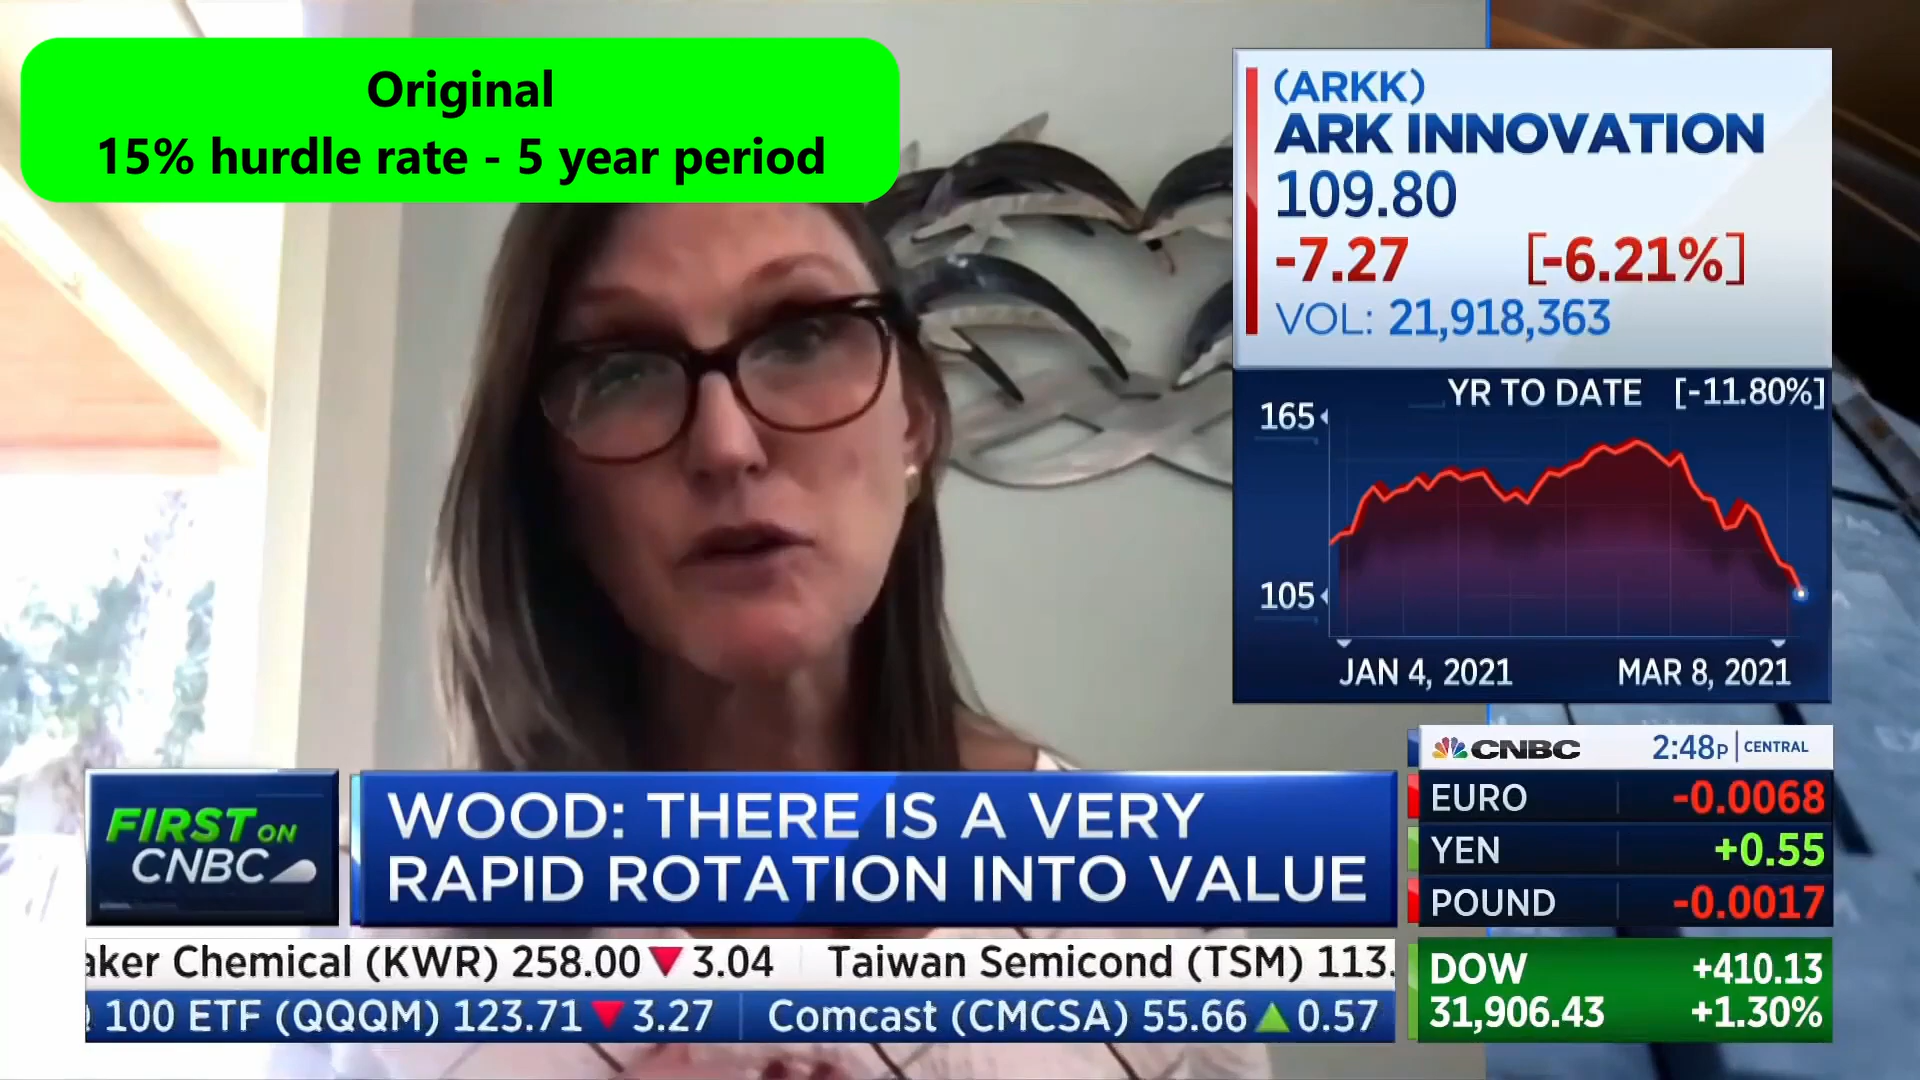 Original
15% hurdle rate - 5 year period
(ARKK)
ARK INNOVATION
109.80
-7.27 [-6.21%]
VOL: 21,918,363
YR TO DATE [-11.80%]
165
105
JAN 4, 2021 MAR 8, 2021
CNBC 2:48P CENTRAL
EURO -0.0068
YEN +0.55
POUND -0.0017
DOW +410.13
31,906.43 +1.30%
FIRST ON
CNBC
WOOD: THERE IS A VERY
RAPID ROTATION INTO VALUE
aker Chemical (KWR) 258.00 ▼ 3.04 Taiwan Semicond (TSM) 113.
100 ETF (QQQM) 123.71 ▼ 3.27 Comcast (CMCSA) 55.66 ▲ 0.57